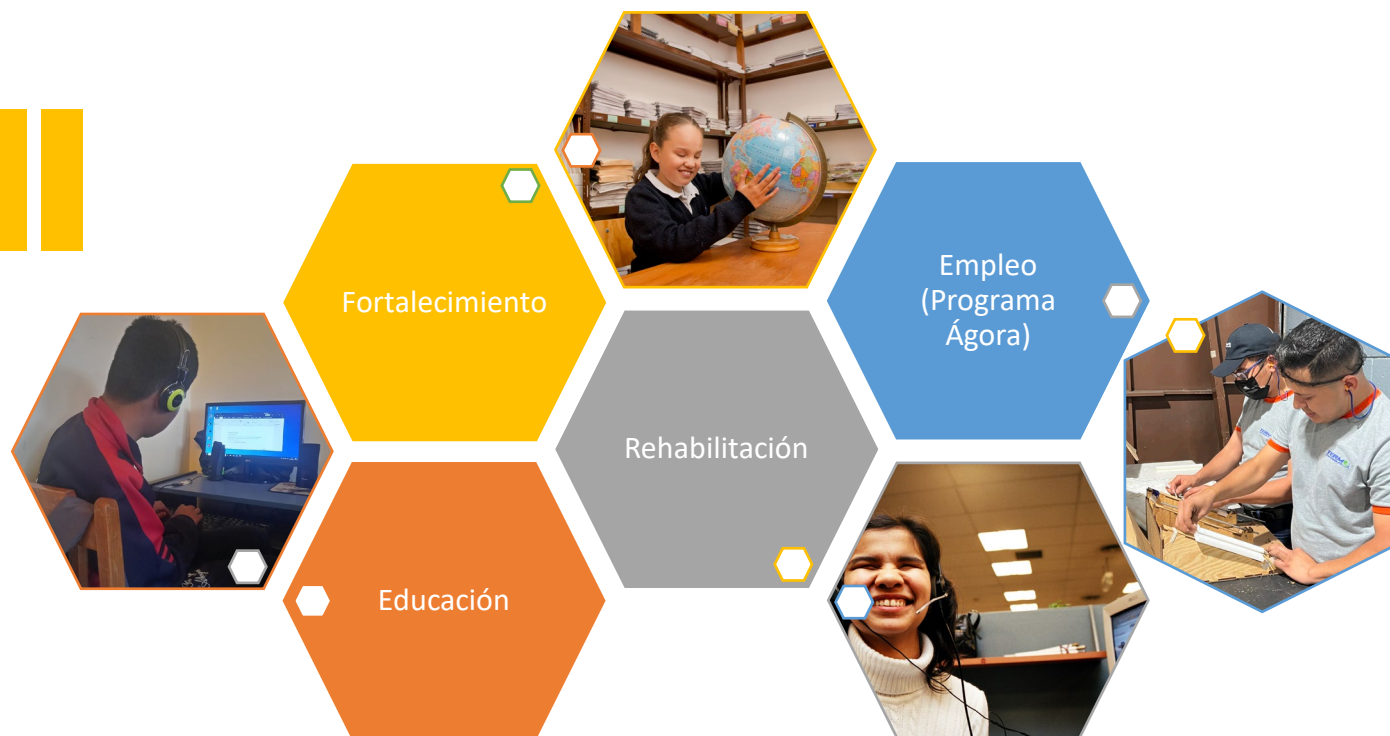 Fortalecimiento
Empleo
(Programa
Ágora)
Rehabilitación
Educación